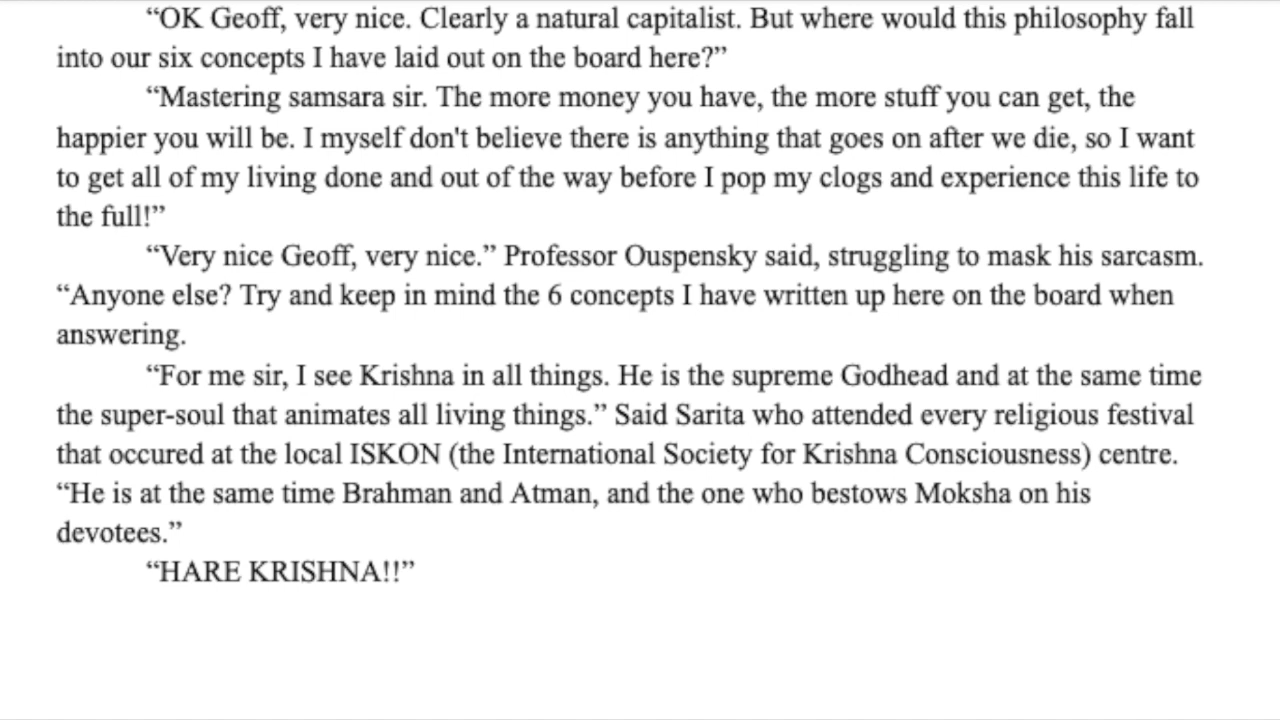 “OK Geoff, very nice. Clearly a natural capitalist. But where would this philosophy fall
into our six concepts I have laid out on the board here?”
“Mastering samsara sir. The more money you have, the more stuff you can get, the
happier you will be. I myself don't believe there is anything that goes on after we die, so I want
to get all of my living done and out of the way before I pop my clogs and experience this life to
the full!”
“Very nice Geoff, very nice.” Professor Ouspensky said, struggling to mask his sarcasm.
“Anyone else? Try and keep in mind the 6 concepts I have written up here on the board when
answering.
“For me sir, I see Krishna in all things. He is the supreme Godhead and at the same time
the super-soul that animates all living things.” Said Sarita who attended every religious festival
that occured at the local ISKON (the International Society for Krishna Consciousness) centre.
“He is at the same time Brahman and Atman, and the one who bestows Moksha on his
devotees.”
“HARE KRISHNA!!”